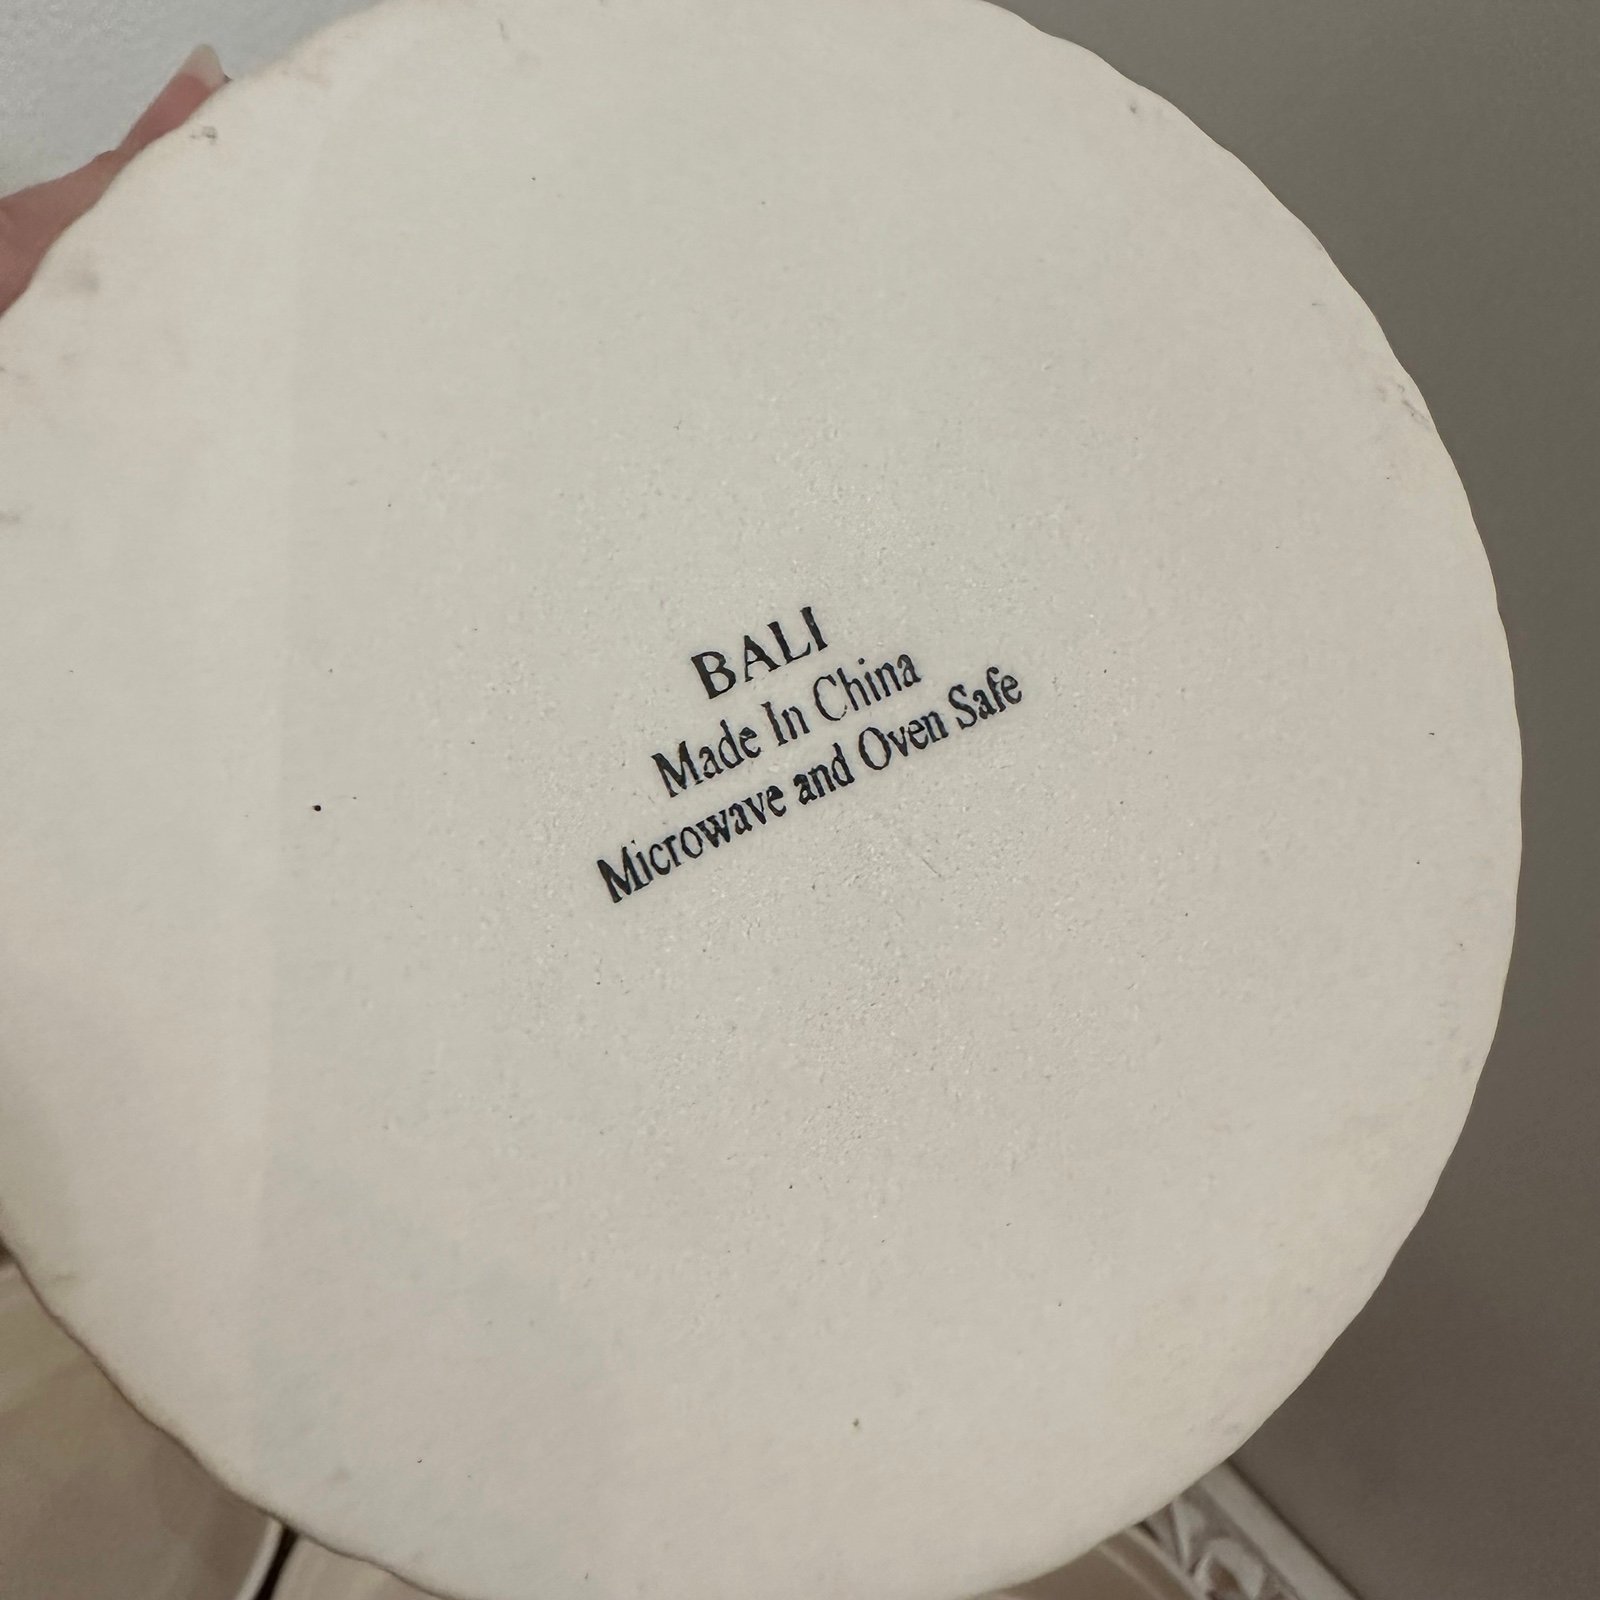 BALI
Made In China
Microwave and Oven Safe